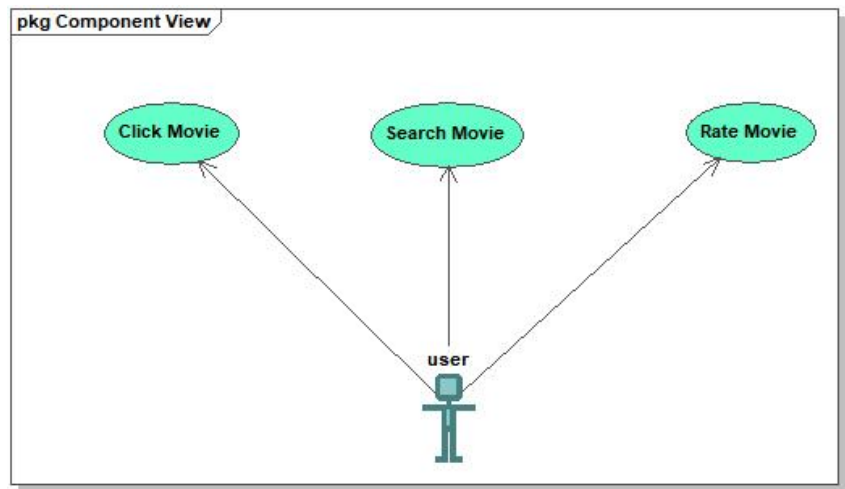 pkg Component View
Click Movie
Search Movie
Rate Movie
user